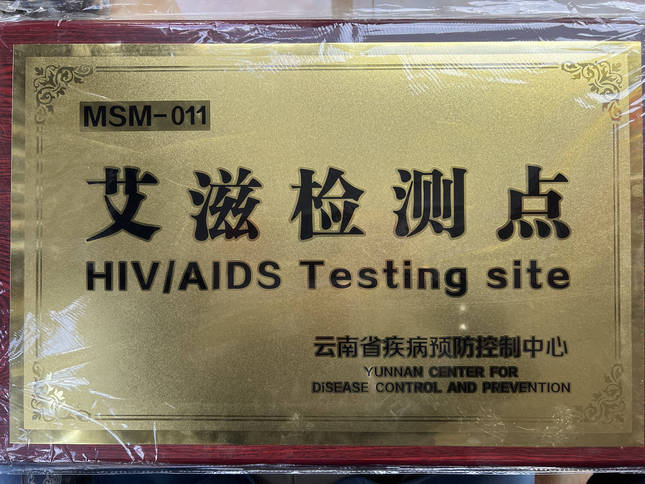 MSM-011
艾滋检测点
HIV/AIDS Testing site
云南省疾病预防控制中心
YUNNAN CENTER FOR
DiSEASE CONTROL AND PREVENTION